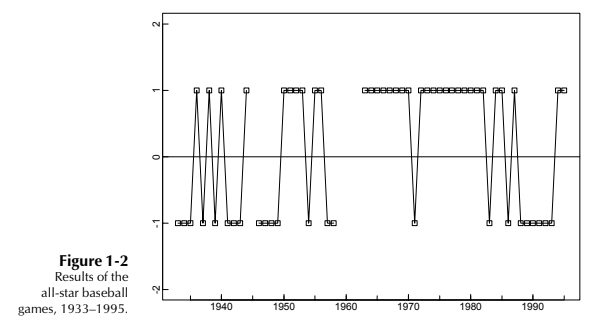 2
1
0
-1
-2
1940 1950 1960 1970 1980 1990
Figure 1-2
Results of the
all-star baseball
games, 1933–1995.